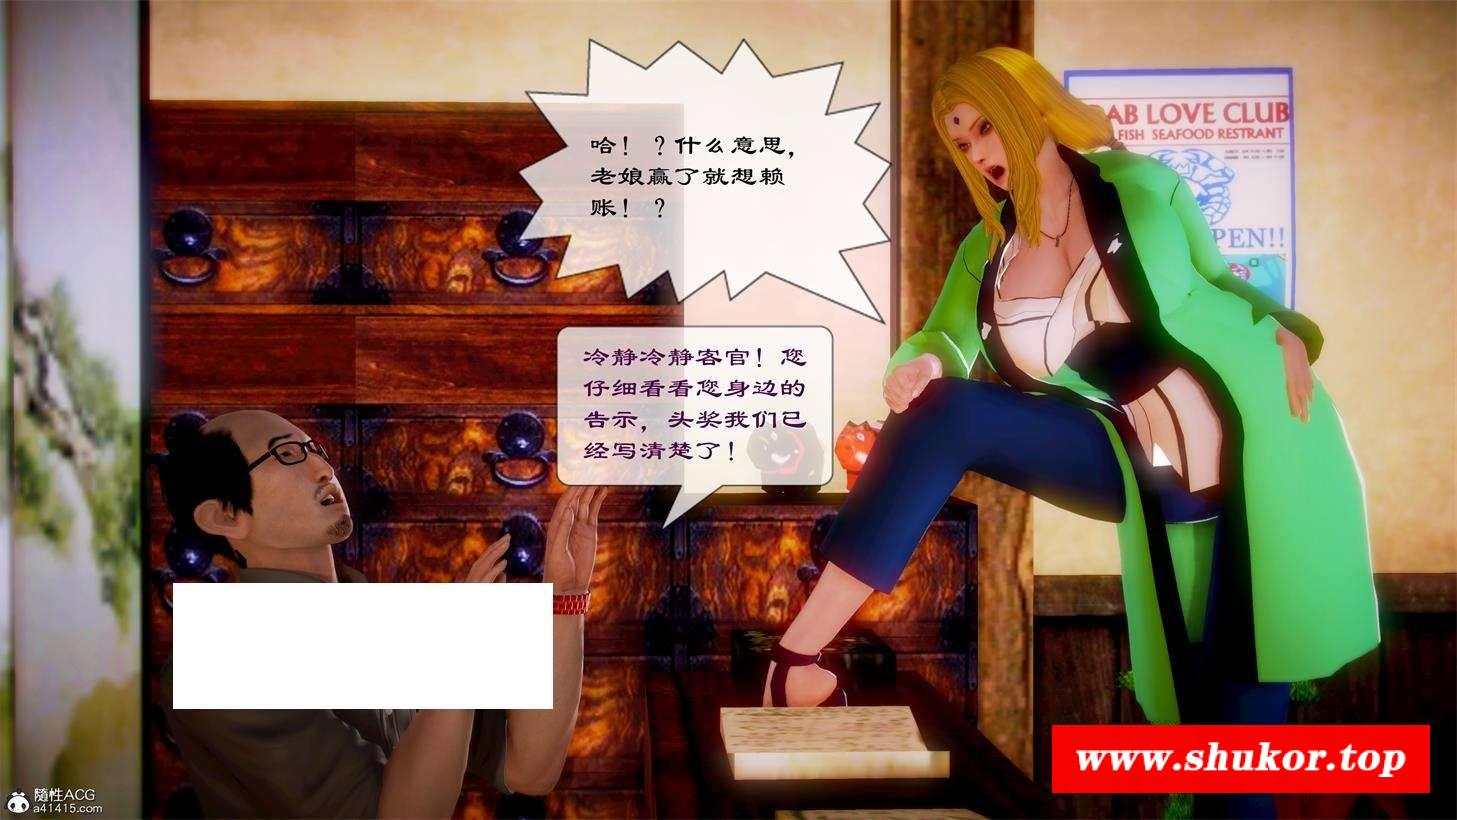 哈！？什么意思，
老娘赢了就想赖
账！？
冷静冷静客官！您
仔细看看您身边的
告示，头奖我们已
经写清楚了！
AB LOVE CLUB
FISH SEAFOOD RESTRANT
PEN!!
www.shukor.top
隨性ACG
a41415.com